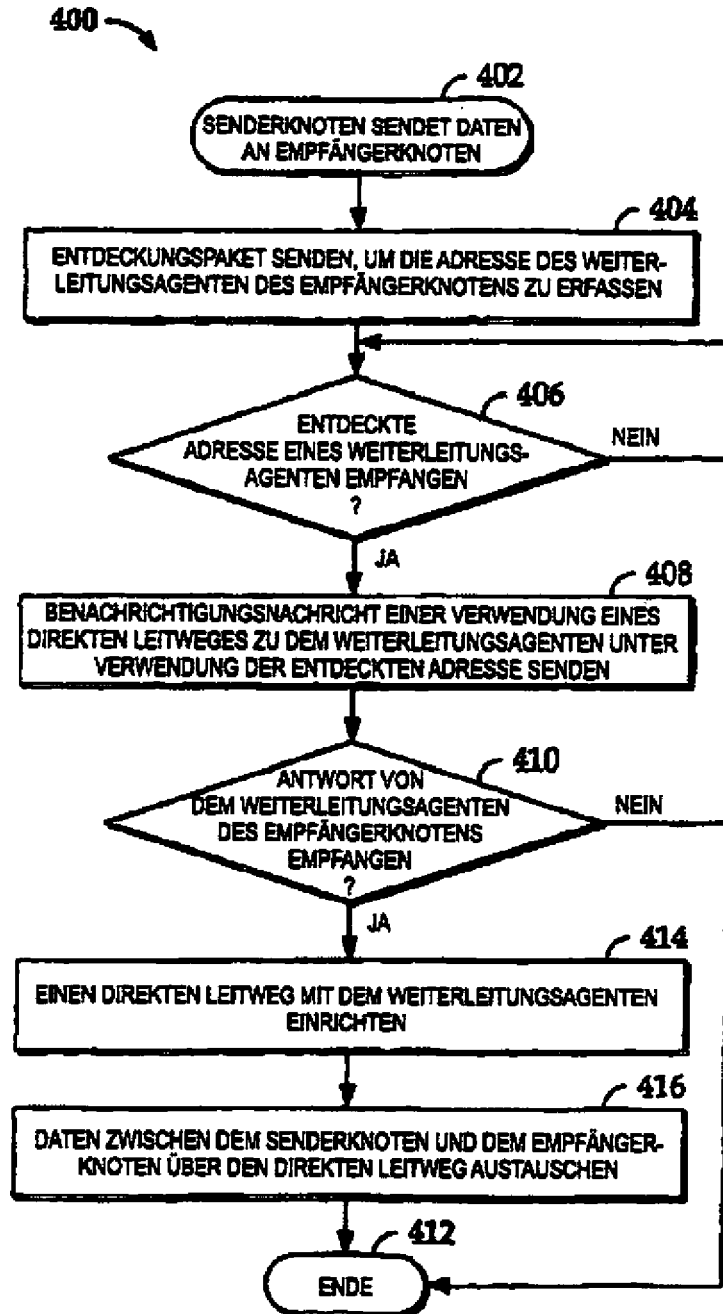 400
402
SENDERKNOTEN SENDET DATEN
AN EMPFÄNGERKNOTEN
404
ENTDECKUNGSPAKET SENDEN, UM DIE ADRESSE DES WEITER-
LEITUNGSAGENTEN DES EMPFÄNGERKNOTENS ZU ERFASSEN
406
ENTDECKTE
ADRESSE EINES WEITERLEITUNGS-
AGENTEN EMPFANGEN
?
NEIN
JA
408
BENACHRICHTIGUNGSNACHRICHT EINER VERWENDUNG EINES
DIREKTEN LEITWEGES ZU DEM WEITERLEITUNGSAGENTEN UNTER
VERWENDUNG DER ENTDECKTEN ADRESSE SENDEN
410
ANTWORT VON
DEM WEITERLEITUNGSAGENTEN
DES EMPFÄNGERKNOTENS
EMPFANGEN
?
NEIN
JA
414
EINEN DIREKTEN LEITWEG MIT DEM WEITERLEITUNGSAGENTEN
EINRICHTEN
416
DATEN ZWISCHEN DEM SENDERKNOTEN UND DEM EMPFÄNGER-
KNOTEN ÜBER DEN DIREKTEN LEITWEG AUSTAUSCHEN
412
ENDE